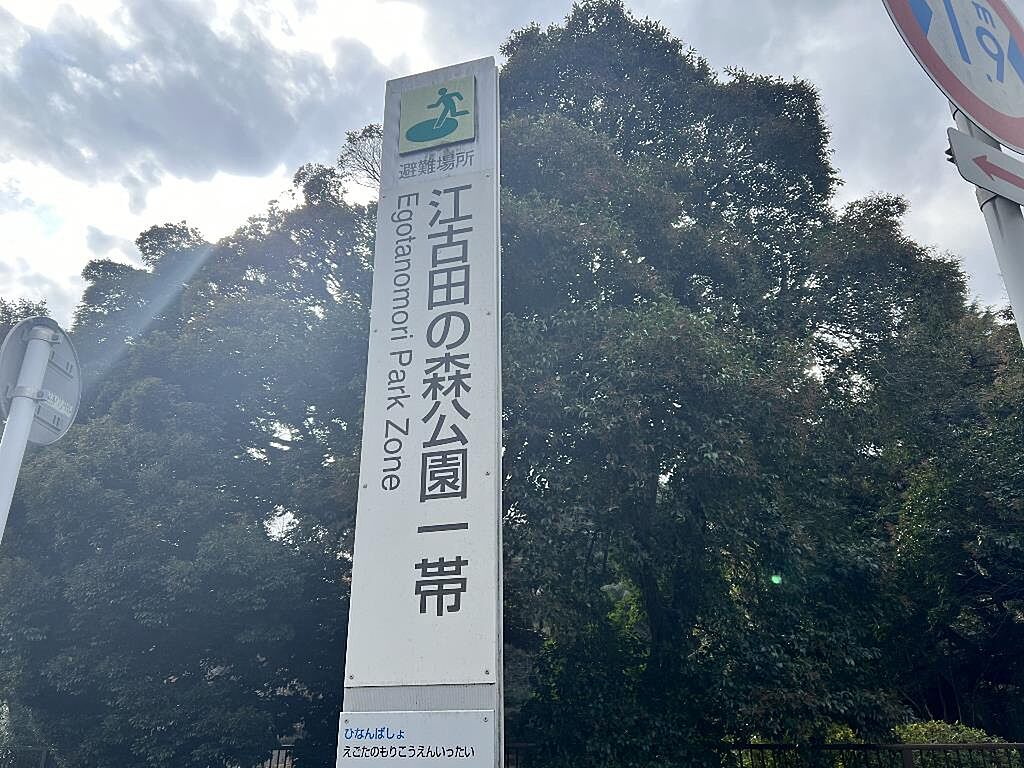 避難場所
江古田の森公園一帯
Egotanomori Park Zone
ひなんばしょ
えごたのもりこうえんいったい